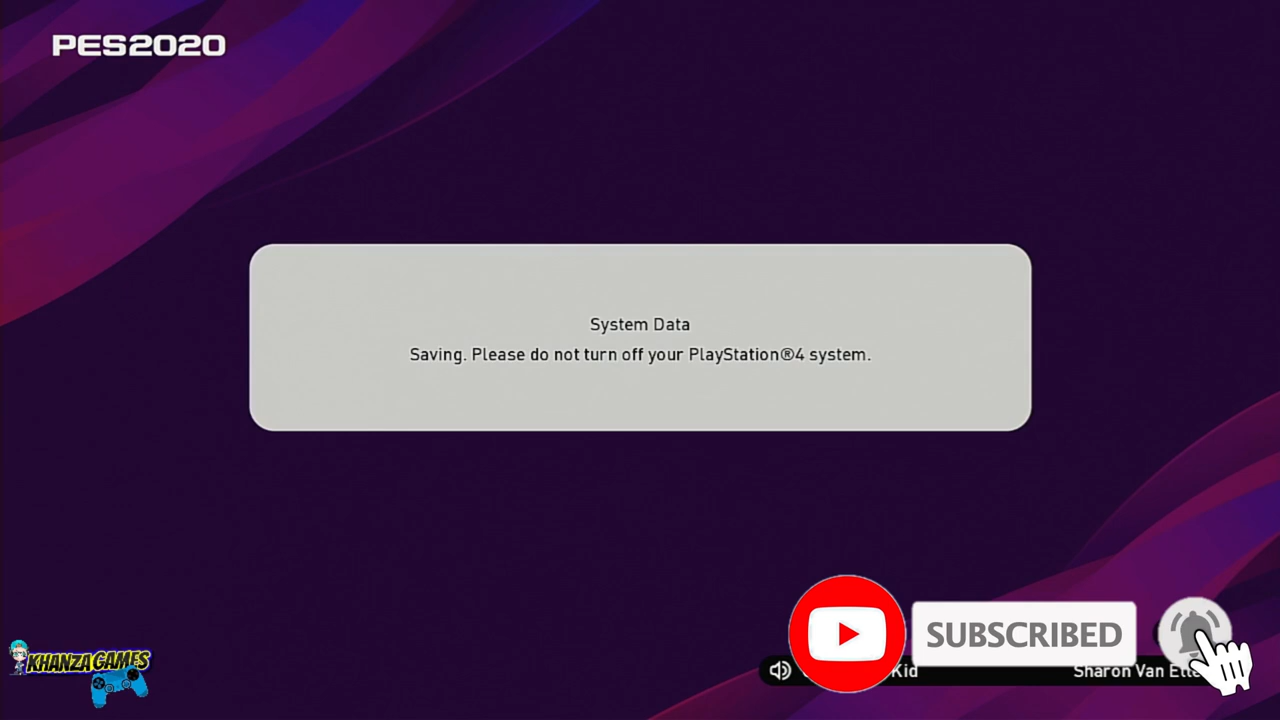 PES2020
System Data
Saving. Please do not turn off your PlayStation®4 system.
SUBSCRIBED
KHANZA GAMES
Kid
Sharon Van